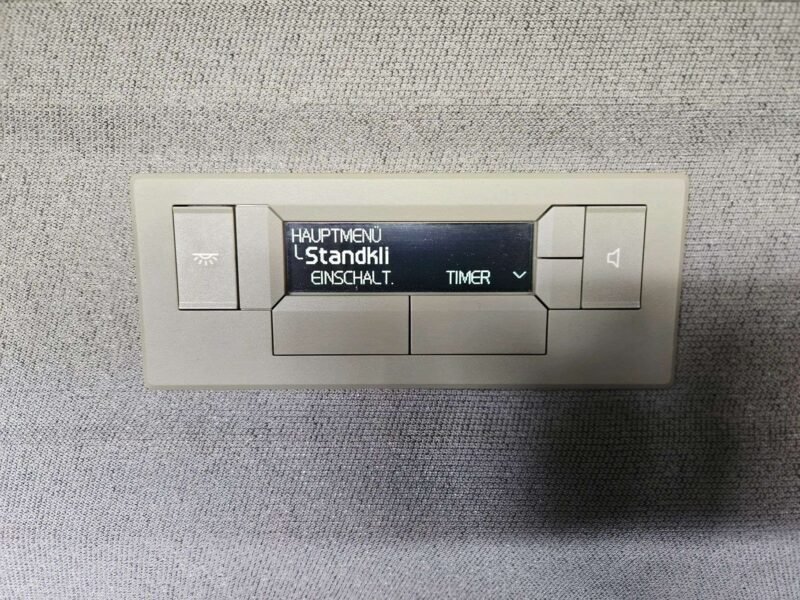 HAUPTMENÜ
Standkli
EINSCHALT. TIMER